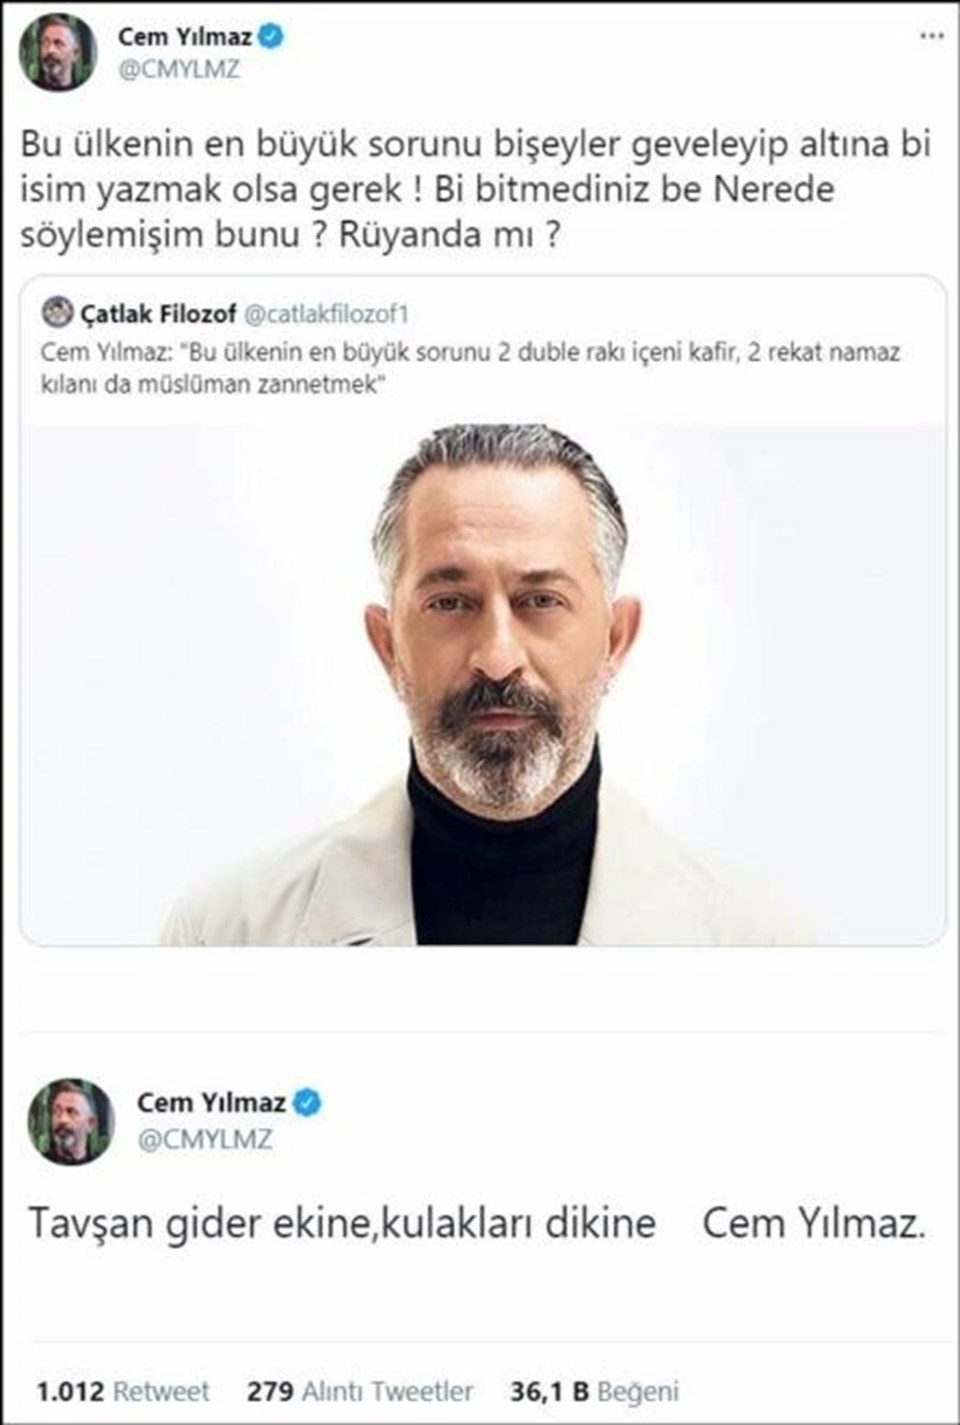 Cem Yılmaz
@CMYLMZ
Bu ülkenin en büyük sorunu bişeyler geveleyip altına bi
isim yazmak olsa gerek ! Bi bitmediniz be Nerede
söylemişim bunu ? Rüyanda mı ?
Çatlak Filozof @catlakfilozof1
Cem Yılmaz: "Bu ülkenin en büyük sorunu 2 duble rakı içeni kafir, 2 rekat namaz
kılanı da müslüman zannetmek"
Cem Yılmaz
@CMYLMZ
Tavşan gider ekine,kulakları dikine Cem Yılmaz.
1.012 Retweet 279 Alıntı Tweetler 36,1 B Beğeni